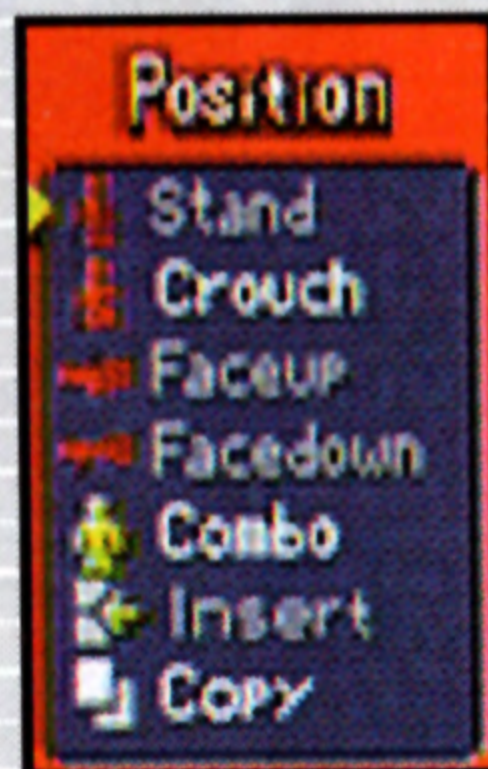 Position
Stand
Crouch
Faceup
Facedown
Combo
Insert
Copy